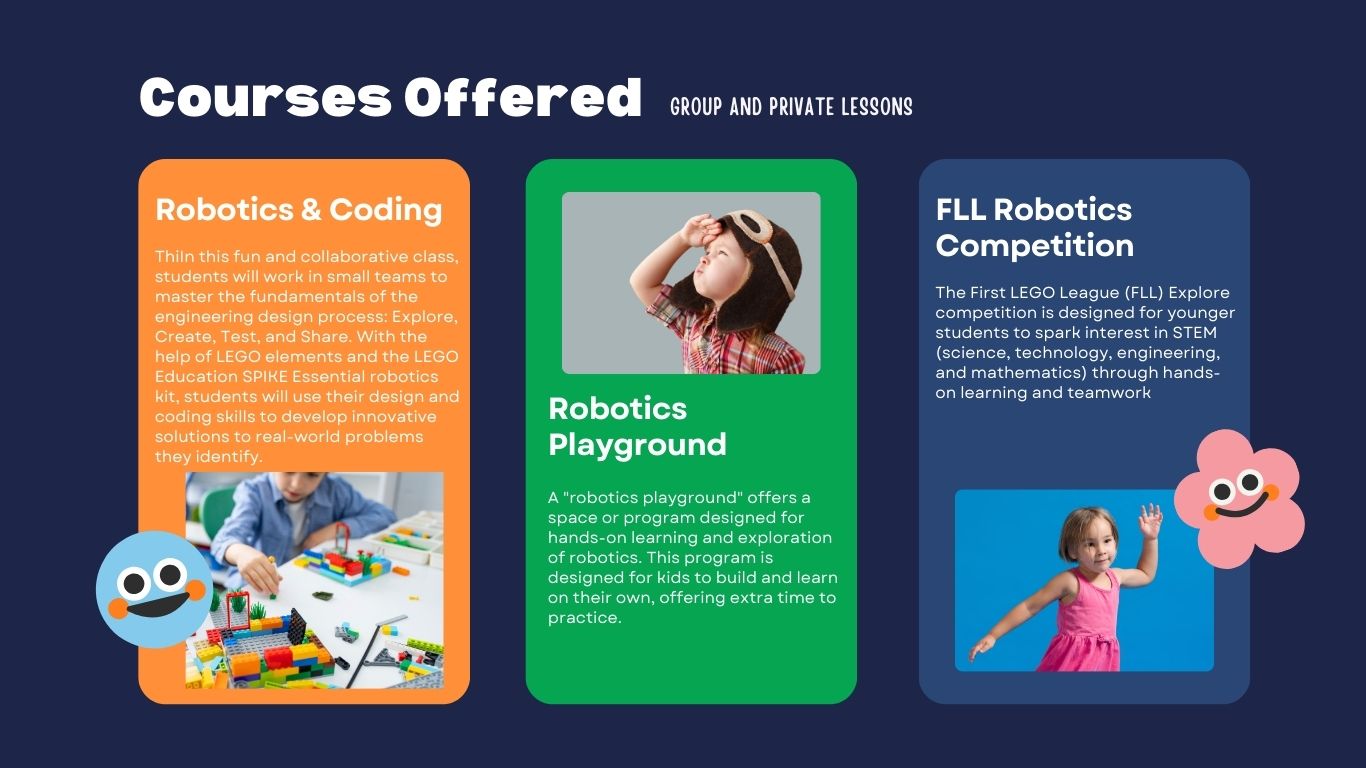 Courses Offered
GROUP AND PRIVATE LESSONS
Robotics & Coding
ThiIn this fun and collaborative class,
students will work in small teams to
master the fundamentals of the
engineering design process: Explore,
Create, Test, and Share. With the
help of LEGO elements and the LEGO
Education SPIKE Essential robotics
kit, students will use their design and
coding skills to develop innovative
solutions to real-world problems
they identify.
Robotics
Playground
A "robotics playground" offers a
space or program designed for
hands-on learning and exploration
of robotics. This program is
designed for kids to build and learn
on their own, offering extra time to
practice.
FLL Robotics
Competition
The First LEGO League (FLL) Explore
competition is designed for younger
students to spark interest in STEM
(science, technology, engineering,
and mathematics) through hands-
on learning and teamwork